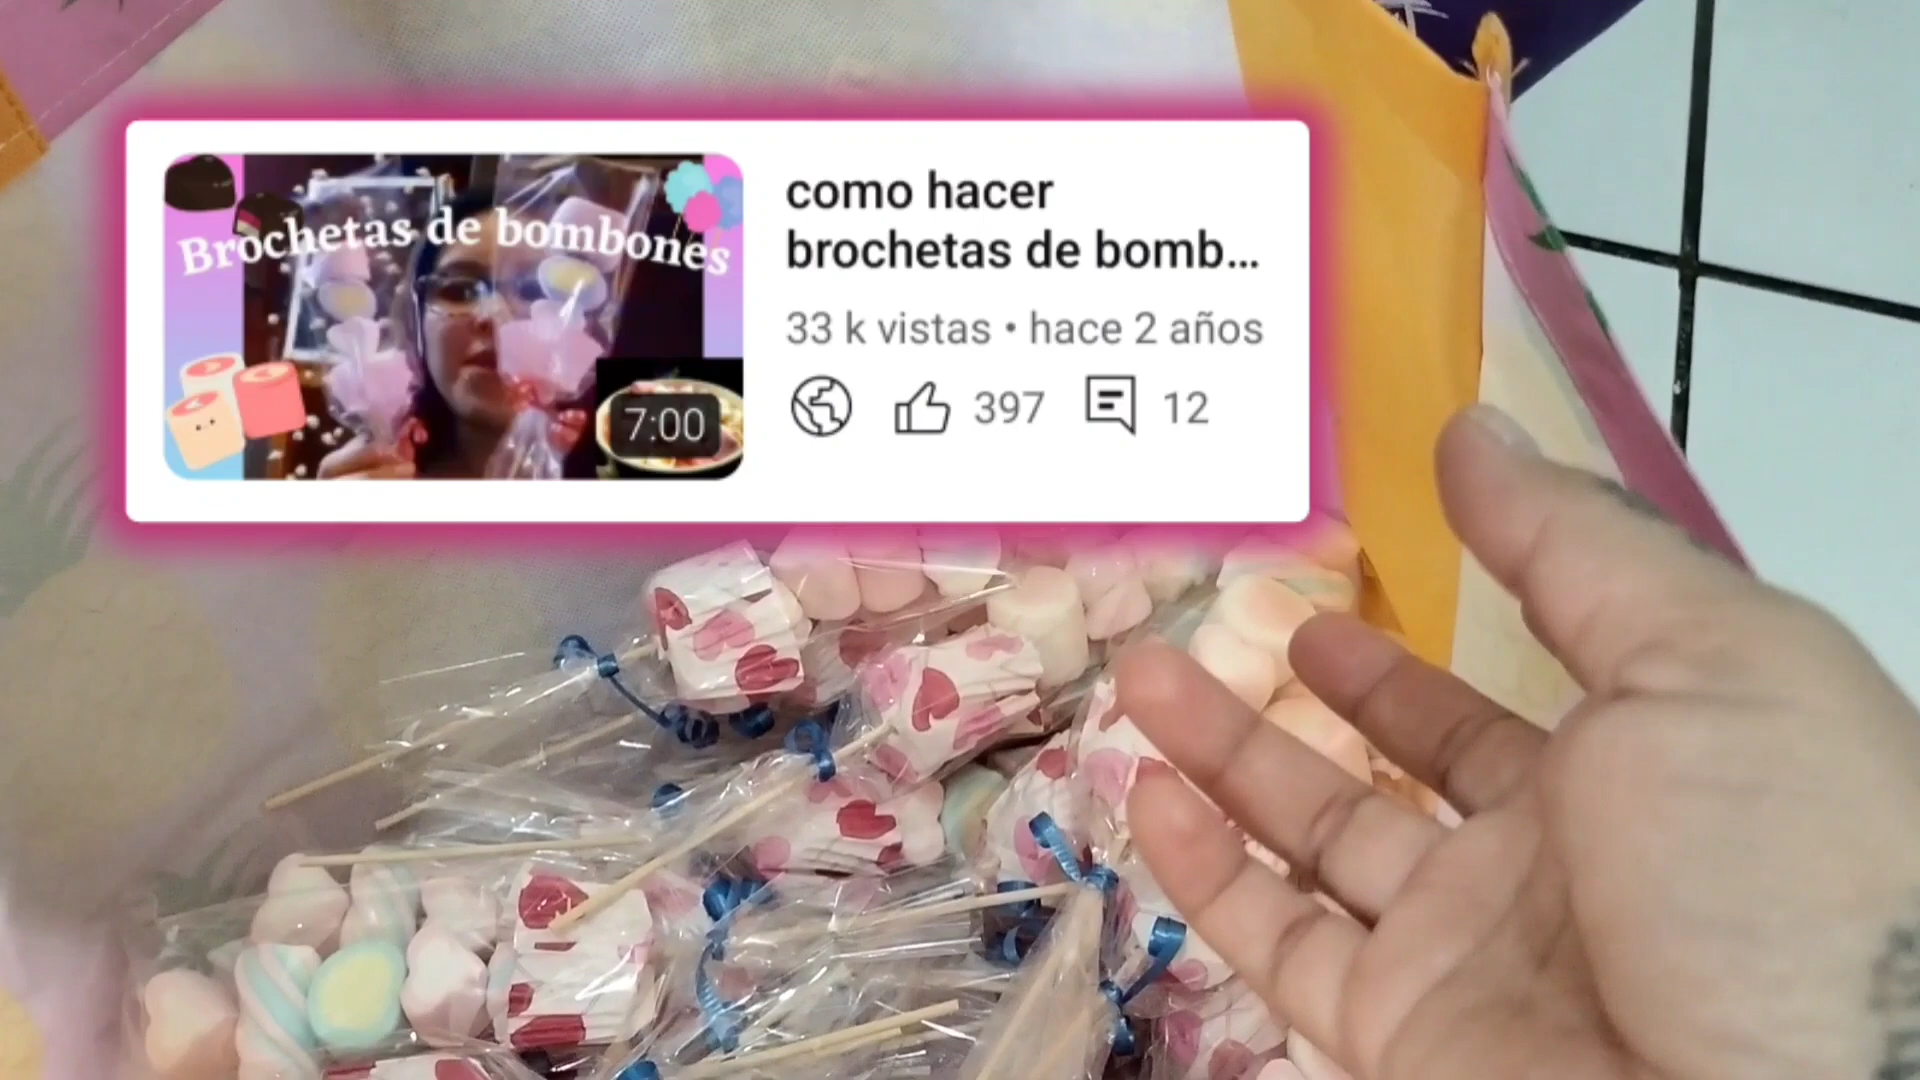 Brochetas de bombones
7:00
como hacer
brochetas de bomb...
33 k vistas • hace 2 años
397
12